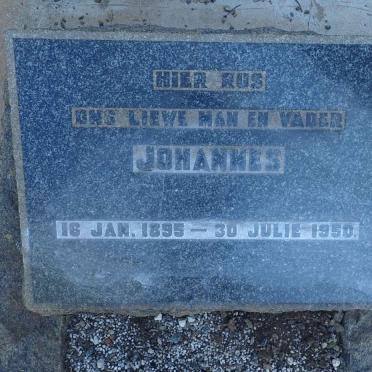 HIER RUS
ONS LIEWE MAN EN VADER
JOHANNES
16 JAN. 1895 — 30 JULIE 1950.